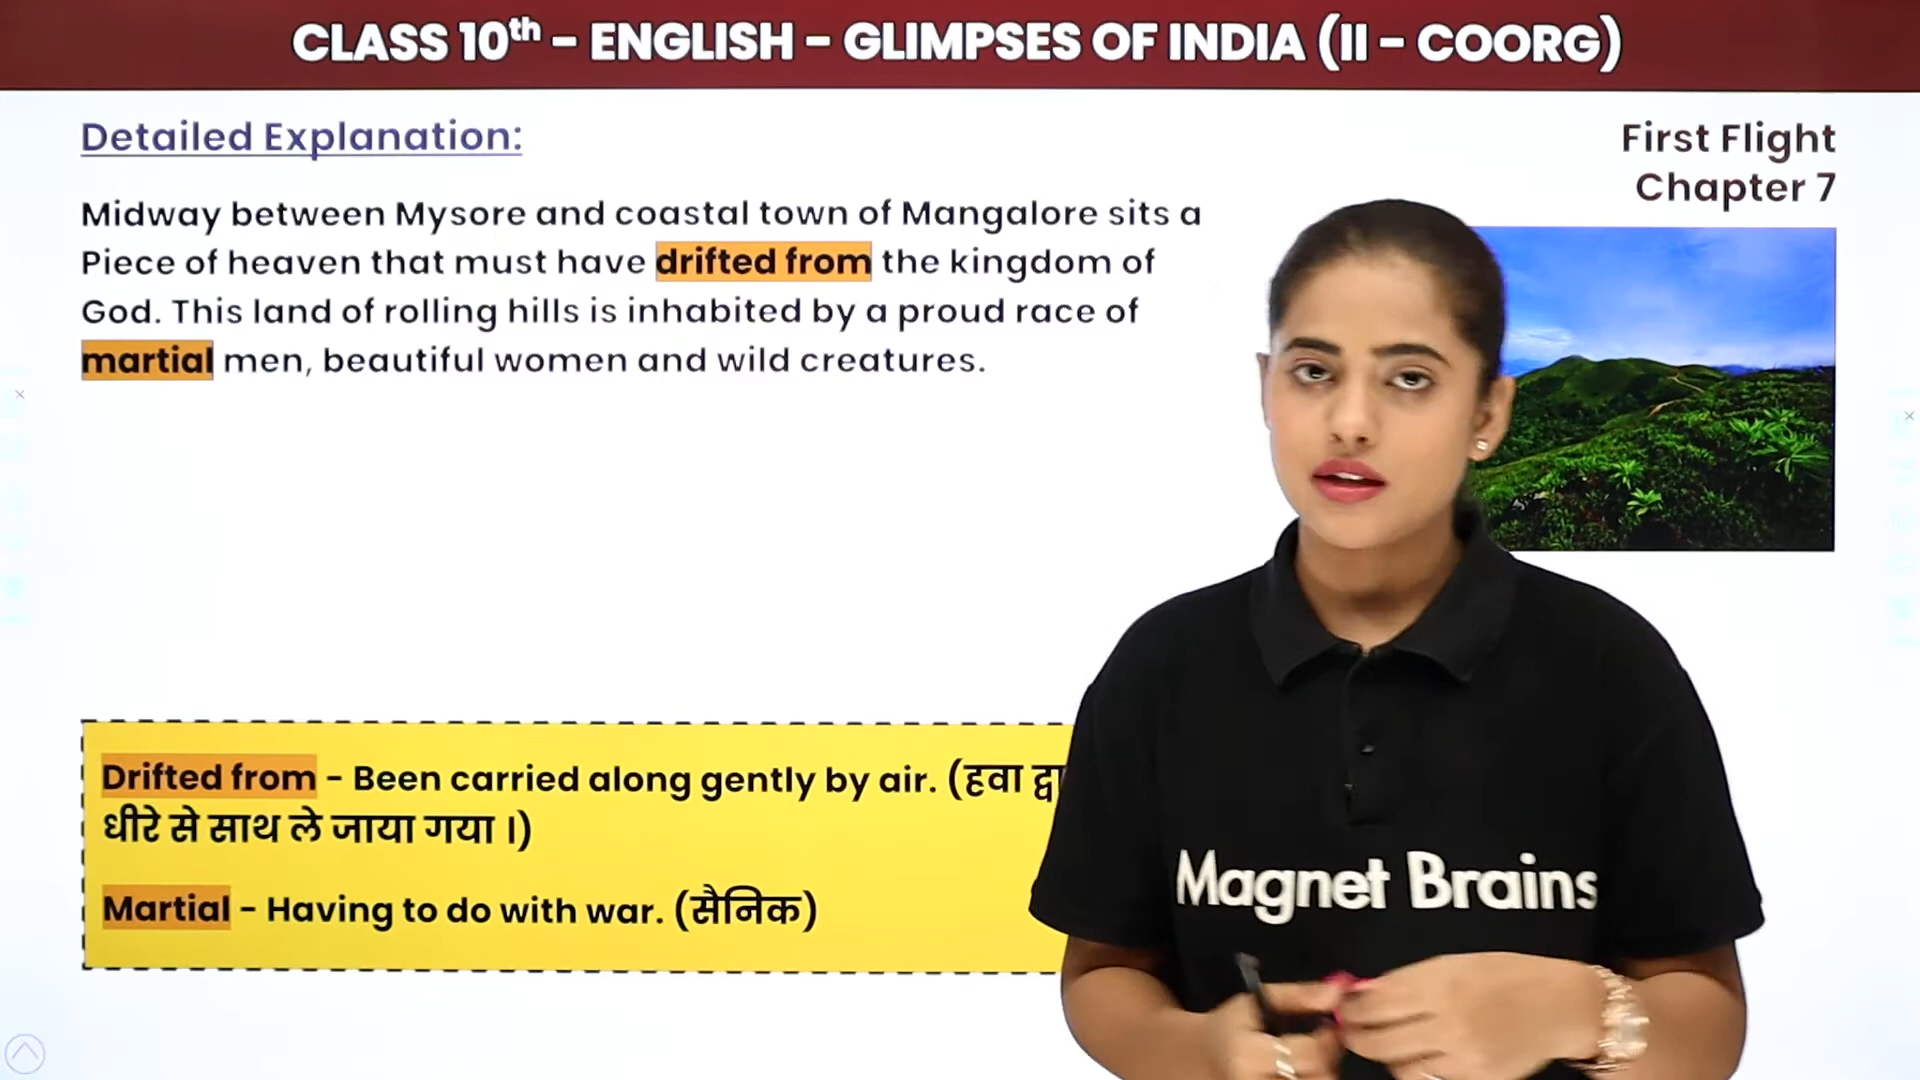 CLASS 10th – ENGLISH – GLIMPSES OF INDIA (II – COORG)
Detailed Explanation:
First Flight
Chapter 7
Midway between Mysore and coastal town of Mangalore sits a
Piece of heaven that must have drifted from the kingdom of
God. This land of rolling hills is inhabited by a proud race of
martial men, beautiful women and wild creatures.
Drifted from – Been carried along gently by air. (हवा
धीरे से साथ ले जाया गया ।)
Martial – Having to do with war. (सैनिक)
Magnet Brains